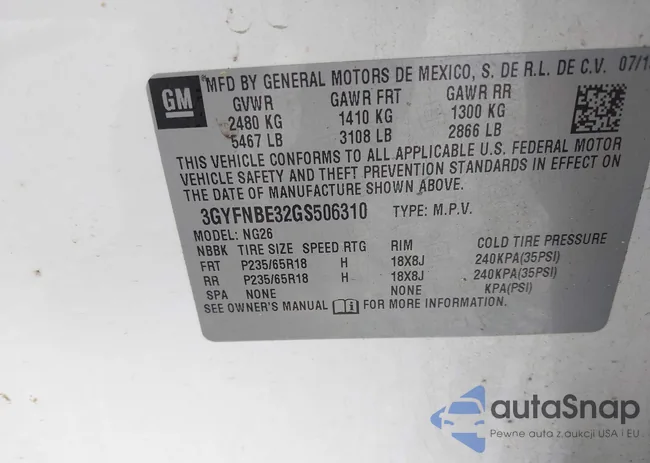 GM
MFD BY GENERAL MOTORS DE MEXICO, S. DE R.L. DE C.V. 07/1
GVWR GAWR FRT GAWR RR
2480 KG 1410 KG 1300 KG
5467 LB 3108 LB 2866 LB
THIS VEHICLE CONFORMS TO ALL APPLICABLE U.S. FEDERAL MOTOR
VEHICLE SAFETY AND THEFT PREVENTION STANDARDS IN EFFECT ON
THE DATE OF MANUFACTURE SHOWN ABOVE.
3GYFNBE32GS506310 TYPE: M.P.V.
MODEL: NG26
NBBK TIRE SIZE SPEED RTG RIM COLD TIRE PRESSURE
FRT P235/65R18 H 18X8J 240KPA(35PSI)
RR P235/65R18 H 18X8J 240KPA(35PSI)
SPA NONE NONE KPA(PSI)
SEE OWNER'S MANUAL FOR MORE INFORMATION.
autaSnap
Pewne auta z aukcji USA i EU